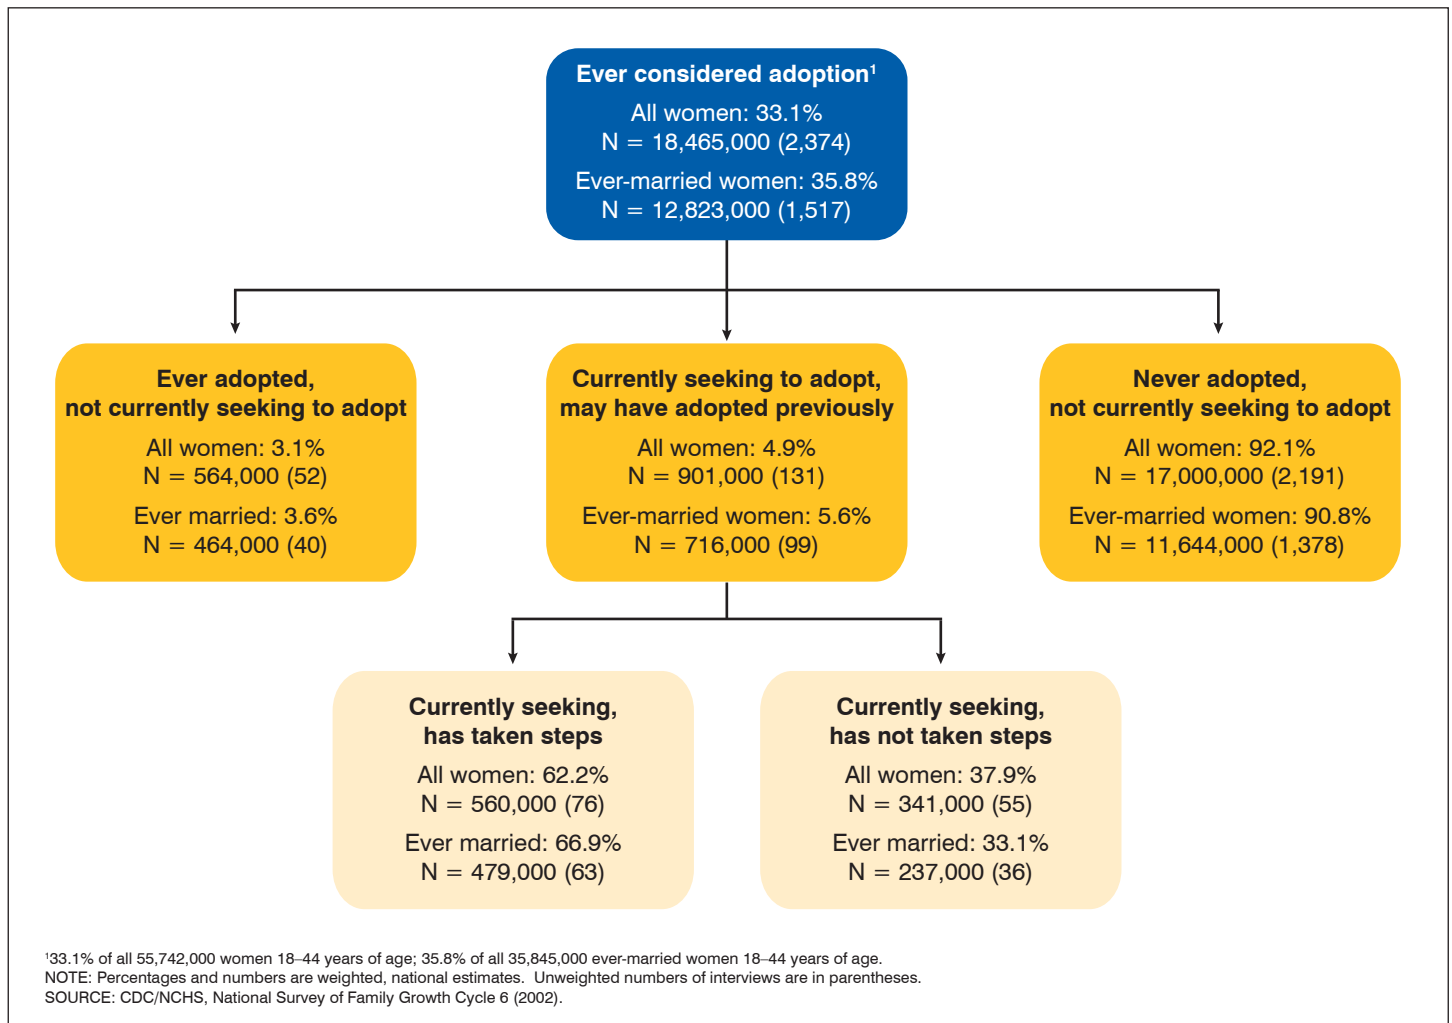 Ever considered adoption¹
All women: 33.1%
N = 18,465,000 (2,374)
Ever-married women: 35.8%
N = 12,823,000 (1,517)
Ever adopted,
not currently seeking to adopt
All women: 3.1%
N = 564,000 (52)
Ever married: 3.6%
N = 464,000 (40)
Currently seeking to adopt,
may have adopted previously
All women: 4.9%
N = 901,000 (131)
Ever-married women: 5.6%
N = 716,000 (99)
Never adopted,
not currently seeking to adopt
All women: 92.1%
N = 17,000,000 (2,191)
Ever-married women: 90.8%
N = 11,644,000 (1,378)
Currently seeking,
has taken steps
All women: 62.2%
N = 560,000 (76)
Ever married: 66.9%
N = 479,000 (63)
Currently seeking,
has not taken steps
All women: 37.9%
N = 341,000 (55)
Ever married: 33.1%
N = 237,000 (36)
¹33.1% of all 55,742,000 women 18–44 years of age; 35.8% of all 35,845,000 ever-married women 18–44 years of age.
NOTE: Percentages and numbers are weighted, national estimates. Unweighted numbers of interviews are in parentheses.
SOURCE: CDC/NCHS, National Survey of Family Growth Cycle 6 (2002).